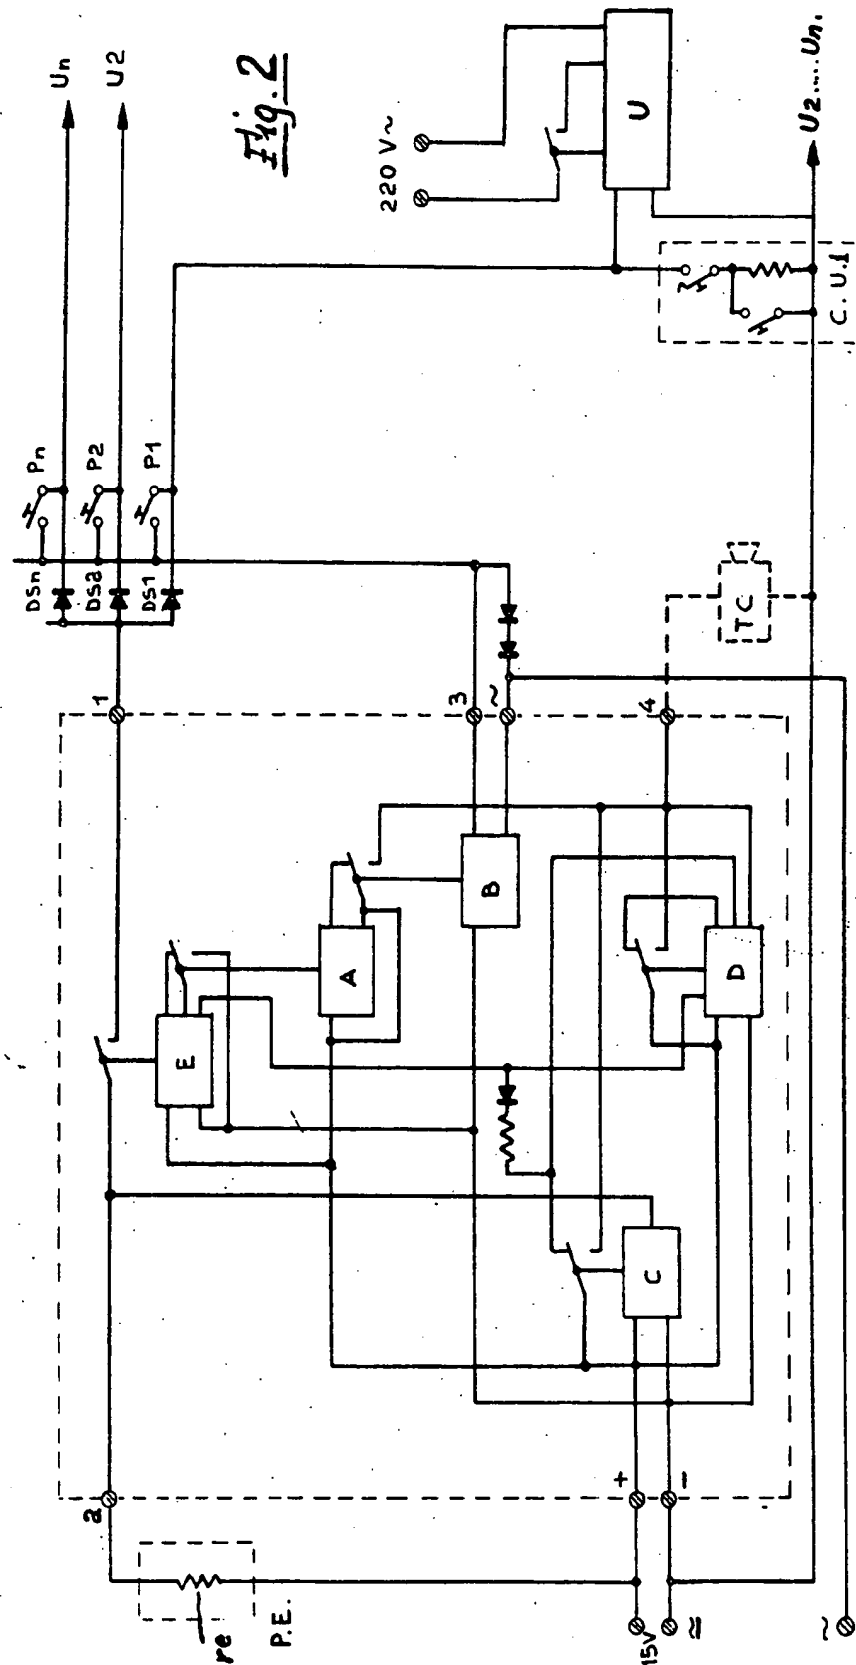 Fig. 2
Un
U2
Pn
P2
P1
DSn
DS2
DS1
220 V~
U
C. U.1
U2....Un.
TC
1
3
~
4
E
A
B
D
C
2
+
-
re
P.E.
15V
~